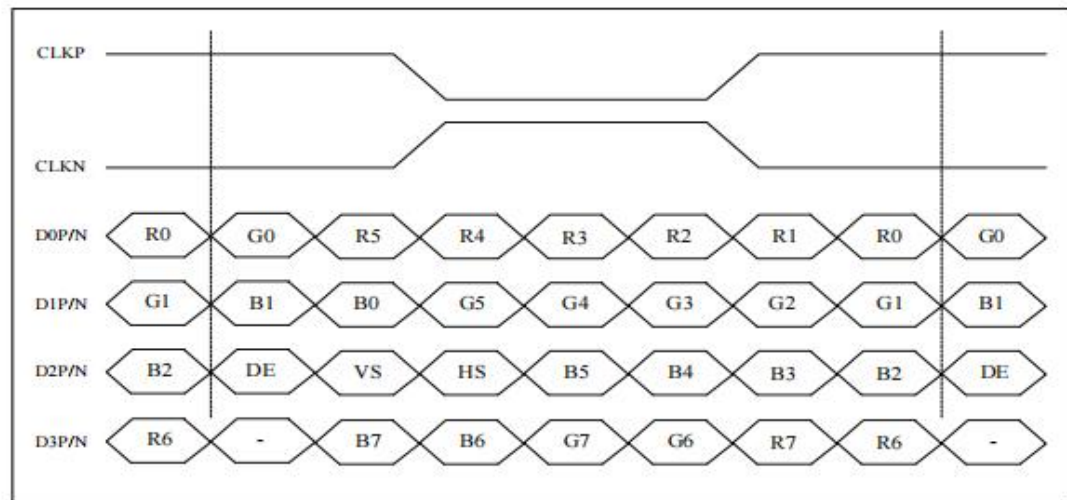 CLKP
CLKN
D0P/N R0 G0 R5 R4 R3 R2 R1 R0 G0
D1P/N G1 B1 B0 G5 G4 G3 G2 G1 B1
D2P/N B2 DE VS HS B5 B4 B3 B2 DE
D3P/N R6 - B7 B6 G7 G6 R7 R6 -